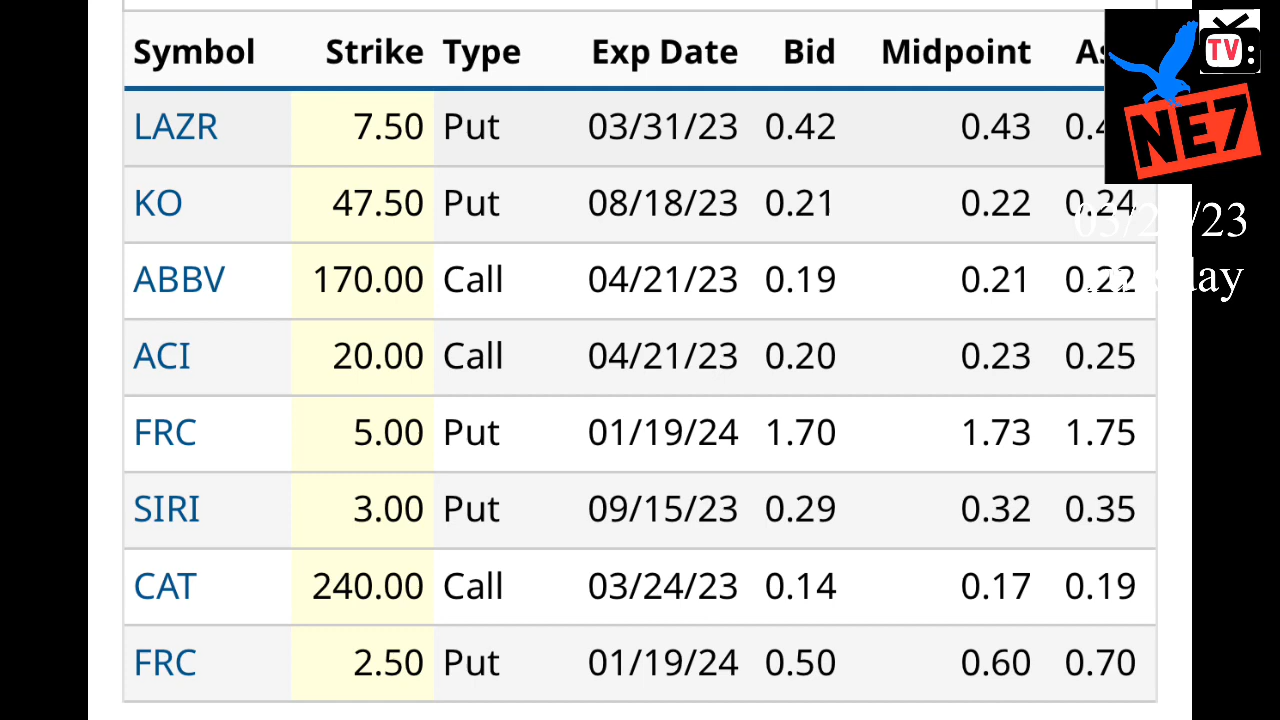 Symbol Strike Type Exp Date Bid Midpoint
TV:
NE7
LAZR 7.50 Put 03/31/23 0.42 0.43
KO 47.50 Put 08/18/23 0.21 0.22 0.24
ABBV 170.00 Call 04/21/23 0.19 0.21 0.22
ACI 20.00 Call 04/21/23 0.20 0.23 0.25
FRC 5.00 Put 01/19/24 1.70 1.73 1.75
SIRI 3.00 Put 09/15/23 0.29 0.32 0.35
CAT 240.00 Call 03/24/23 0.14 0.17 0.19
FRC 2.50 Put 01/19/24 0.50 0.60 0.70